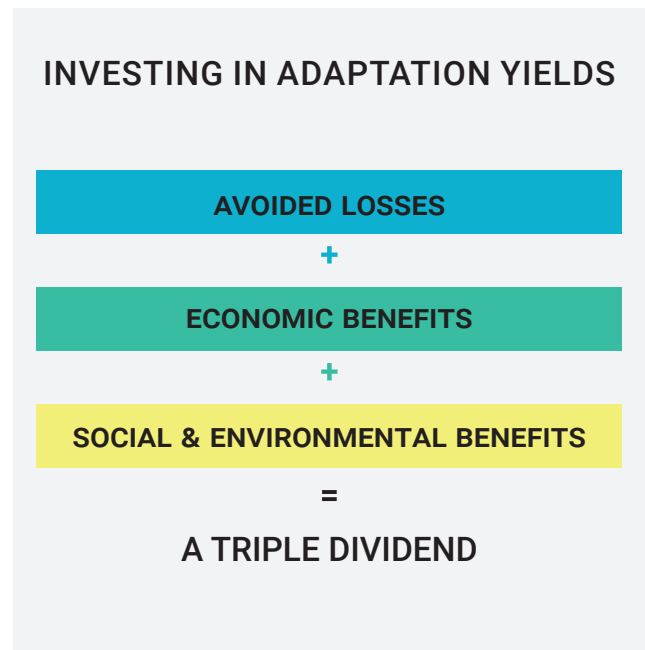 INVESTING IN ADAPTATION YIELDS
AVOIDED LOSSES
+
ECONOMIC BENEFITS
+
SOCIAL & ENVIRONMENTAL BENEFITS
=
A TRIPLE DIVIDEND